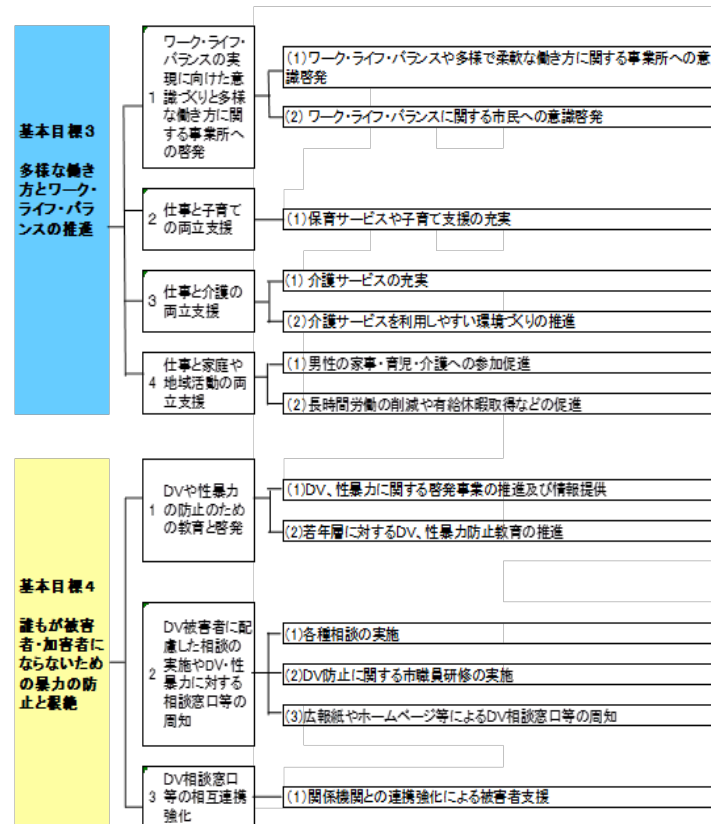 基本目標3
多様な働き
方とワーク・
ライフ・バラ
ンスの推進
1
ワーク・ライフ・
バランスの実
現に向けた意
識づくりと多様
な働き方に関
する事業所へ
の啓発
(1)ワーク・ライフ・バランスや多様で柔軟な働き方に関する事業所への意
識啓発
(2) ワーク・ライフ・バランスに関する市民への意識啓発
2
仕事と子育て
の両立支援
(1)保育サービスや子育て支援の充実
3
仕事と介護の
両立支援
(1) 介護サービスの充実
(2)介護サービスを利用しやすい環境づくりの推進
4
仕事と家庭や
地域活動の両
立支援
(1)男性の家事・育児・介護への参加促進
(2)長時間労働の削減や有給休暇取得などの促進
基本目標4
誰もが被害
者・加害者に
ならないため
の暴力の防
止と根絶
1
DVや性暴力
の防止のため
の教育と啓発
(1)DV、性暴力に関する啓発事業の推進及び情報提供
(2)若年層に対するDV、性暴力防止教育の推進
2
DV被害者に配
慮した相談の
実施やDV・性
暴力に対する
相談窓口等の
周知
(1)各種相談の実施
(2)DV防止に関する市職員研修の実施
(3)広報紙やホームページ等によるDV相談窓口等の周知
3
DV相談窓口
等の相互連携
強化
(1)関係機関との連携強化による被害者支援